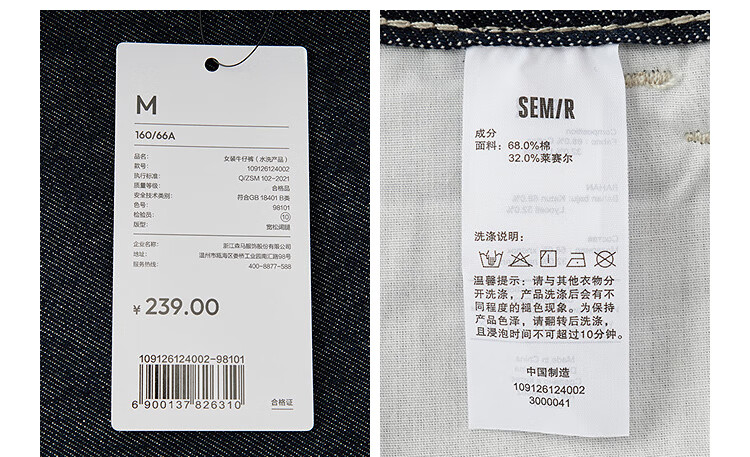 M
160/66A
品名: 女装牛仔裤(水洗产品)
款号: 109126124002
执行标准: Q/ZSM 102-2021
质量等级: 合格品
安全技术类别: 符合GB 18401 B类
色号: 98101
检验员: 10
版型: 宽松阔腿
企业名称: 浙江森马服饰股份有限公司
地址: 温州市瓯海区娄桥工业园南汇路98号
服务热线: 400-8877-588
¥ 239.00
109126124002-98101
6 900137 826310
合格证
SEMIR
成分
面料: 68.0%棉
32.0%莱赛尔
洗涤说明:
温馨提示: 请与其他衣物分
开洗涤, 产品洗涤后会有不
同程度的褪色现象。为保持
产品色泽, 请翻转后洗涤,
且浸泡时间不可超过10分钟。
中国制造
109126124002
3000041